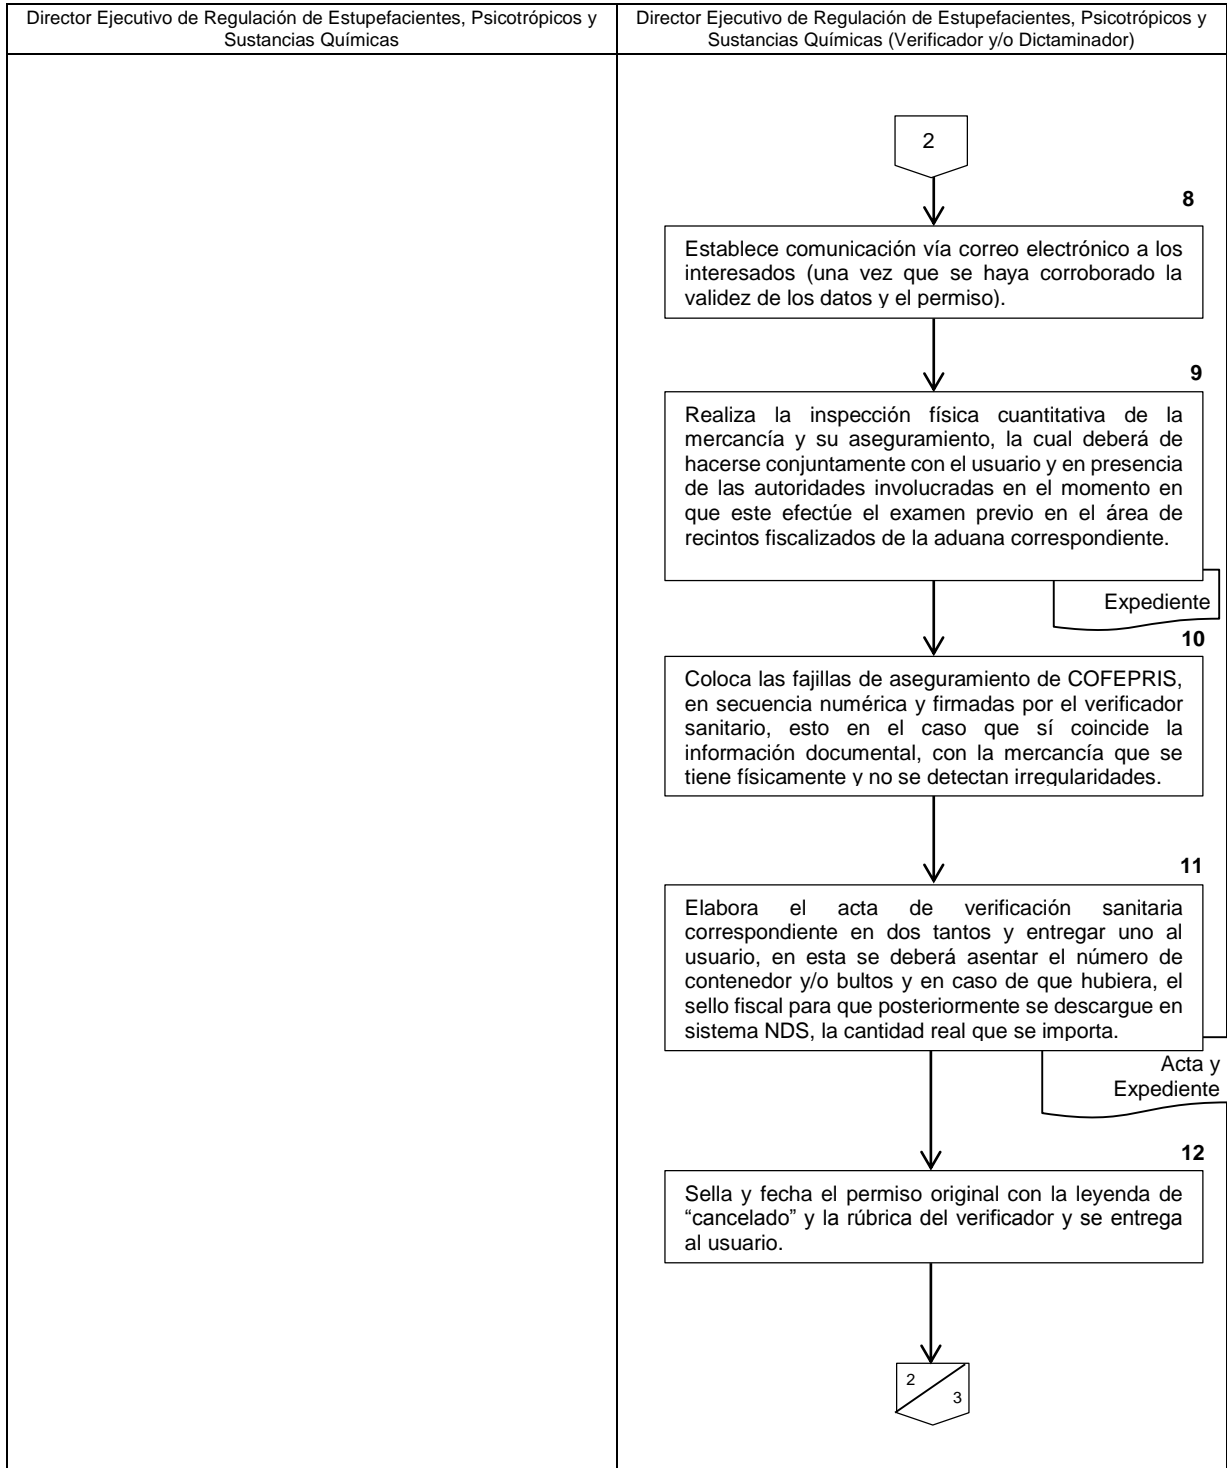 Director Ejecutivo de Regulación de Estupefacientes, Psicotrópicos y
Sustancias Químicas
Director Ejecutivo de Regulación de Estupefacientes, Psicotrópicos y
Sustancias Químicas (Verificador y/o Dictaminador)
2
8
Establece comunicación vía correo electrónico a los
interesados (una vez que se haya corroborado la
validez de los datos y el permiso).
9
Realiza la inspección física cuantitativa de la
mercancía y su aseguramiento, la cual deberá de
hacerse conjuntamente con el usuario y en presencia
de las autoridades involucradas en el momento en
que este efectúe el examen previo en el área de
recintos fiscalizados de la aduana correspondiente.
Expediente
10
Coloca las fajillas de aseguramiento de COFEPRIS,
en secuencia numérica y firmadas por el verificador
sanitario, esto en el caso que sí coincide la
información documental, con la mercancía que se
tiene físicamente y no se detectan irregularidades.
11
Elabora el acta de verificación sanitaria
correspondiente en dos tantos y entregar uno al
usuario, en esta se deberá asentar el número de
contenedor y/o bultos y en caso de que hubiera, el
sello fiscal para que posteriormente se descargue en
sistema NDS, la cantidad real que se importa.
Acta y
Expediente
12
Sella y fecha el permiso original con la leyenda de
“cancelado” y la rúbrica del verificador y se entrega
al usuario.
2
3